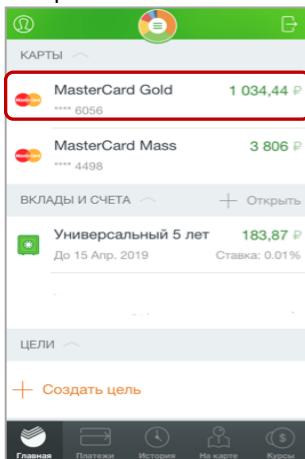 КАРТЫ
MasterCard Gold 1 034,44 ₽
**** 6056
MasterCard Mass 3 806 ₽
**** 4498
ВКЛАДЫ И СЧЕТА + Открыть
Универсальный 5 лет 183,87 ₽
До 15 Апр. 2019 Ставка: 0.01%
ЦЕЛИ
+ Создать цель
Главная Платежи История На карте Курсы